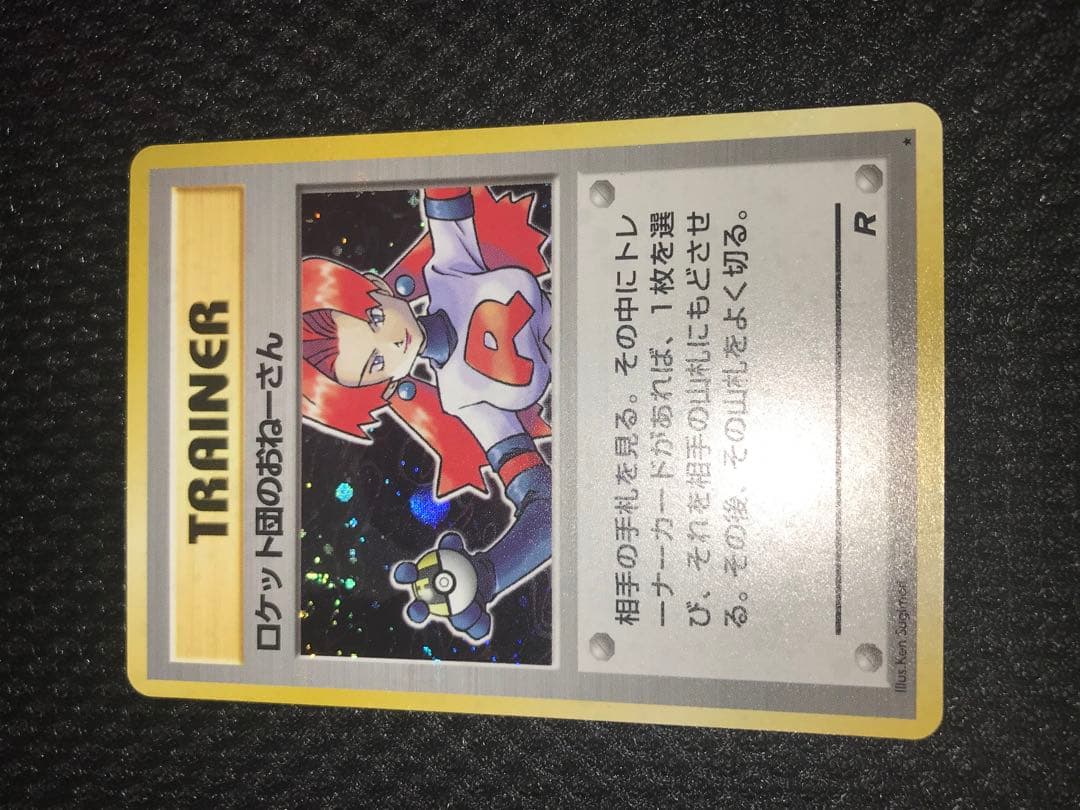 TRAINER
ロケット団のおねーさん
R
相手の手札を見る。その中にトレ
ーナーカードがあれば、1枚を選
び、それを相手の山札にもどさせ
る。その後、その山札をよく切る。
R
Illus. Ken Sugimori
★